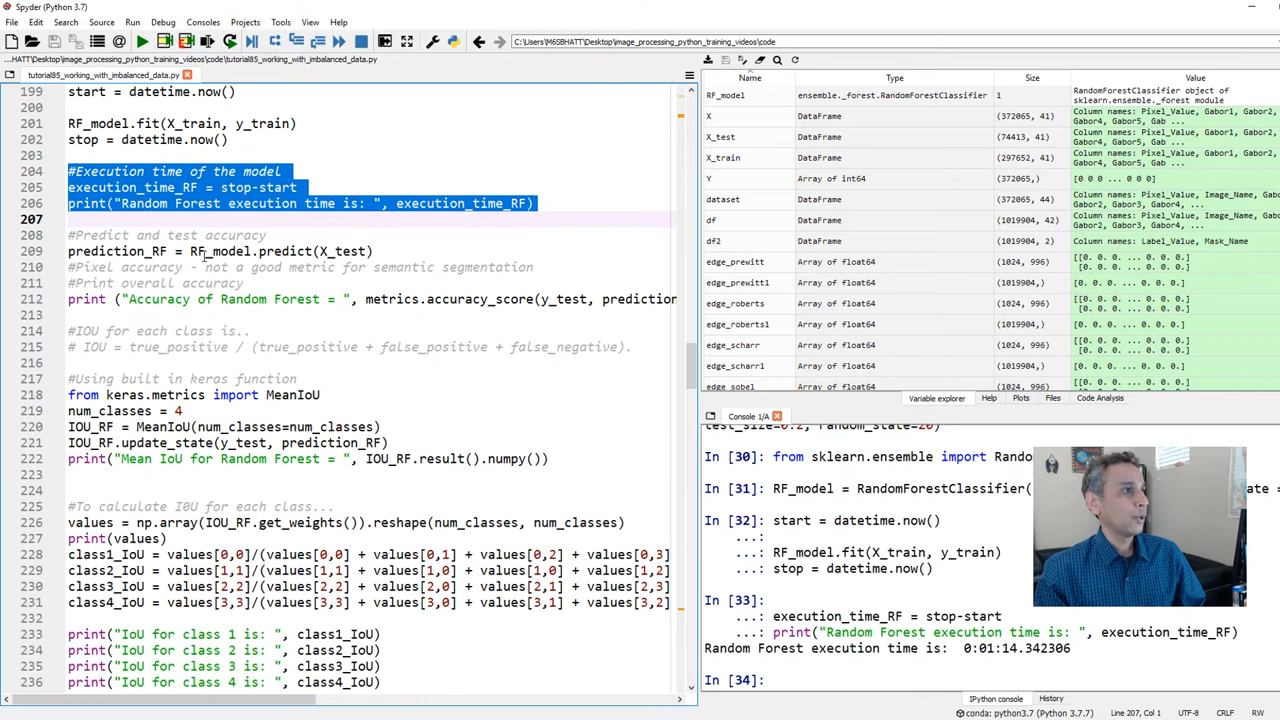 Spyder (Python 3.7)
File Edit Search Source Run Debug Consoles Projects Tools View Help
C:\Users\M6SBHATT\Desktop\image_processing_python_training_videos\code
...HATT\Desktop\image_processing_python_training_videos\code\tutorial85_working_with_imbalanced_data.py
tutorial85_working_with_imbalanced_data.py
199 start = datetime.now()
200
201 RF_model.fit(X_train, y_train)
202 stop = datetime.now()
203
204 #Execution time of the model
205 execution_time_RF = stop-start
206 print("Random Forest execution time is: ", execution_time_RF)
207
208 #Predict and test accuracy
209 prediction_RF = RF_model.predict(X_test)
210 #Pixel accuracy - not a good metric for semantic segmentation
211 #Print overall accuracy
212 print ("Accuracy of Random Forest = ", metrics.accuracy_score(y_test, prediction
213
214 #IOU for each class is..
215 # IOU = true_positive / (true_positive + false_positive + false_negative).
216
217 #Using built in keras function
218 from keras.metrics import MeanIoU
219 num_classes = 4
220 IOU_RF = MeanIoU(num_classes=num_classes)
221 IOU_RF.update_state(y_test, prediction_RF)
222 print("Mean IoU for Random Forest = ", IOU_RF.result().numpy())
223
224
225 #To calculate I0U for each class...
226 values = np.array(IOU_RF.get_weights()).reshape(num_classes, num_classes)
227 print(values)
228 class1_IoU = values[0,0]/(values[0,0] + values[0,1] + values[0,2] + values[0,3]
229 class2_IoU = values[1,1]/(values[1,1] + values[1,0] + values[1,2]
230 class3_IoU = values[2,2]/(values[2,2] + values[2,0] + values[2,1] + values[2,3]
231 class4_IoU = values[3,3]/(values[3,3] + values[3,0] + values[3,1] + values[3,2]
232
233 print("IoU for class 1 is: ", class1_IoU)
234 print("IoU for class 2 is: ", class2_IoU)
235 print("IoU for class 3 is: ", class3_IoU)
236 print("IoU for class 4 is: ", class4_IoU)
Name Type Size Value
RF_model ensemble._forest.RandomForestClassifier 1 RandomForestClassifier object of
sklearn.ensemble._forest module
X DataFrame (372065, 41) Column names: Pixel_Value, Gabor1, Gabor2,
Gabor4, Gabor5, Gab ...
X_test DataFrame (74413, 41) Column names: Pixel_Value, Gabor1, Gabor2,
Gabor4, Gabor5, Gab ...
X_train DataFrame (297652, 41) Column names: Pixel_Value, Gabor1, Gabor2,
Gabor4, Gabor5, Gab ...
Y Array of int64 (372065,) [0 0 0 ... 0 0 0]
dataset DataFrame (372065, 44) Column names: Pixel_Value, Image_Name, Gabor
df DataFrame (1019904, 42) Column names: Pixel_Value, Image_Name, Gabor
Gabor2, Gabor3, ...
df2 DataFrame (1019904, 2) Column names: Label_Value, Mask_Name
edge_prewitt Array of float64 (1024, 996) [[0. 0. 0. ... 0. 0. 0.]
[0. 0. 0. ... 0. 0. 0.]
edge_prewitt1 Array of float64 (1019904,) [0. 0. 0. ... 0. 0. 0.]
edge_roberts Array of float64 (1024, 996) [[0. 0. 0. ... 0. 0. 0.]
[0. 0. 0. ... 0. 0. 0.]
edge_roberts1 Array of float64 (1019904,) [0. 0. 0. ... 0. 0. 0.]
edge_scharr Array of float64 (1024, 996) [[0. 0. 0. ... 0. 0. 0.]
[0. 0. 0. ... 0. 0. 0.]
edge_scharr1 Array of float64 (1019904,) [0. 0. 0. ... 0. 0. 0.]
edge_sobel Array of float64 (1024, 996) [[0. 0. 0. ... 0. 0. 0.]
Variable explorer Help Plots Files Code Analysis
Console 1/A
test_size=0.2, random_state=20)
In [30]: from sklearn.ensemble import
In [31]: RF_model = RandomForestClassifier(
In [32]: start = datetime.now()
...:
...: RF_model.fit(X_train, y_train)
...: stop = datetime.now()
In [33]:
...: execution_time_RF = stop-start
...: print("Random Forest execution time is: ", execution_time_RF)
Random Forest execution time is:  0:01:14.342306
In [34]:
IPython console History
conda: python3.7 (Python 3.7.7) Line 207, Col 1 UTF-8 CRLF RW